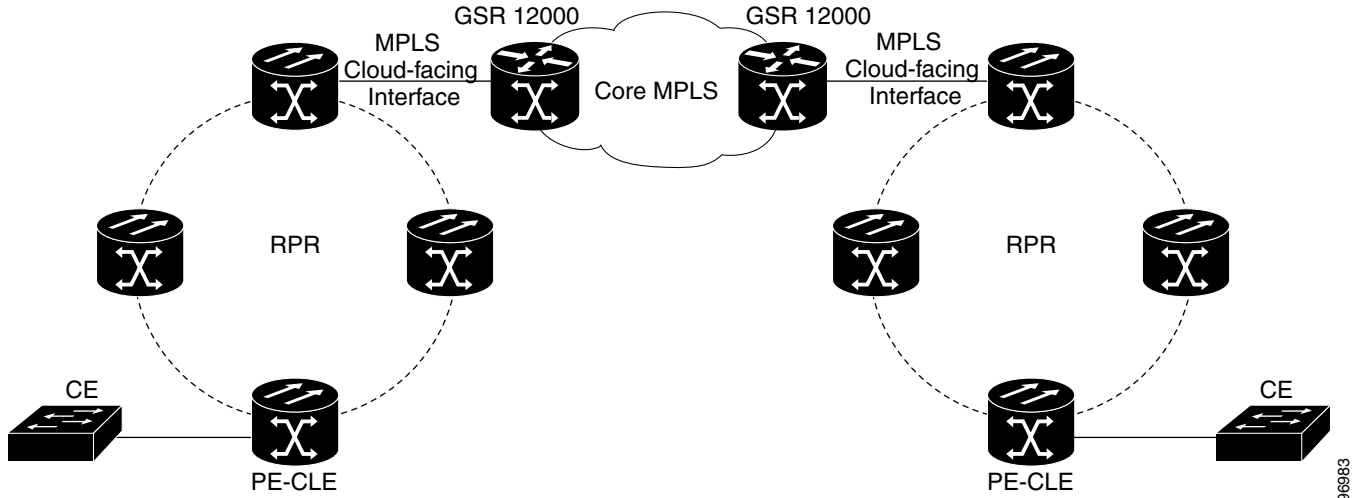 GSR 12000
GSR 12000
MPLS
Cloud-facing
Interface
Core MPLS
MPLS
Cloud-facing
Interface
RPR
RPR
CE
CE
PE-CLE
PE-CLE
96983